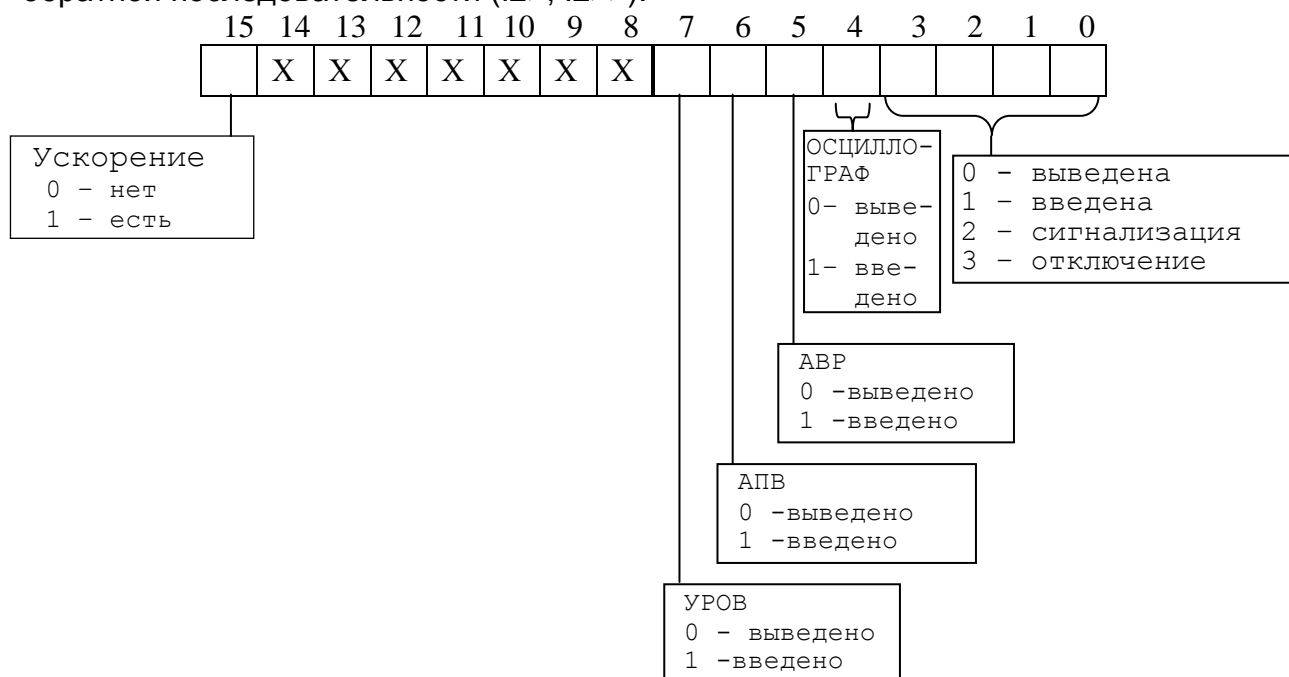 обратной последовательности (I2>, I2>>).
15 14 13 12 11 10 9 8 7 6 5 4 3 2 1 0
X X X X X X X
Ускорение
0 – нет
1 – есть
ОСЦИЛЛО-
ГРАФ
0– выве-
дено
1– вве-
дено
0 – выведена
1 – введена
2 – сигнализация
3 – отключение
АВР
0 –выведено
1 –введено
АПВ
0 –выведено
1 –введено
УРОВ
0 – выведено
1 –введено